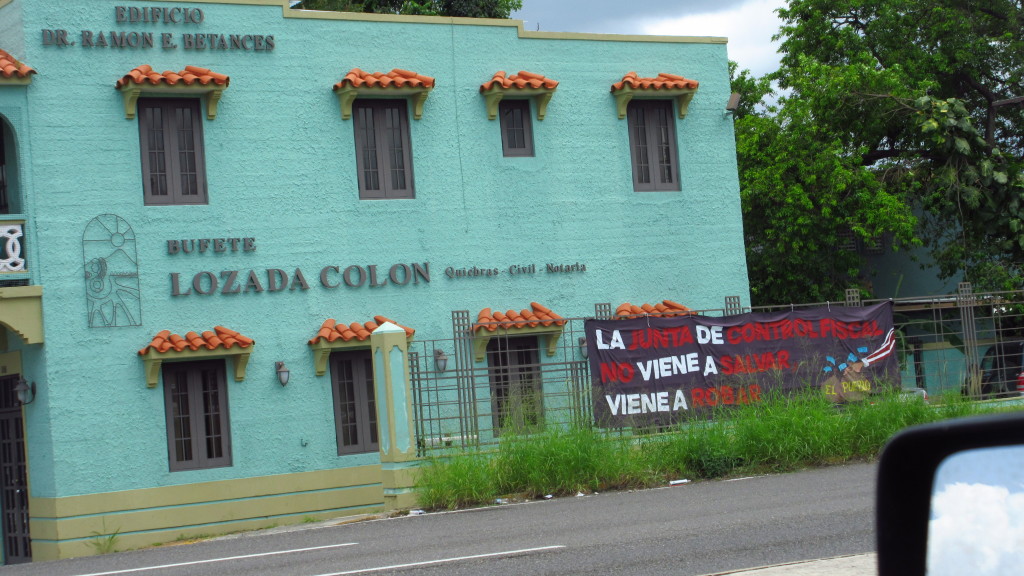 EDIFICIO
DR. RAMON E. BETANCES
BUFETE
LOZADA COLON
Quiebras - Civil - Notaria
LA JUNTA DE CONTROL FISCAL
NO VIENE A SALVAR
VIENE A ROBAR